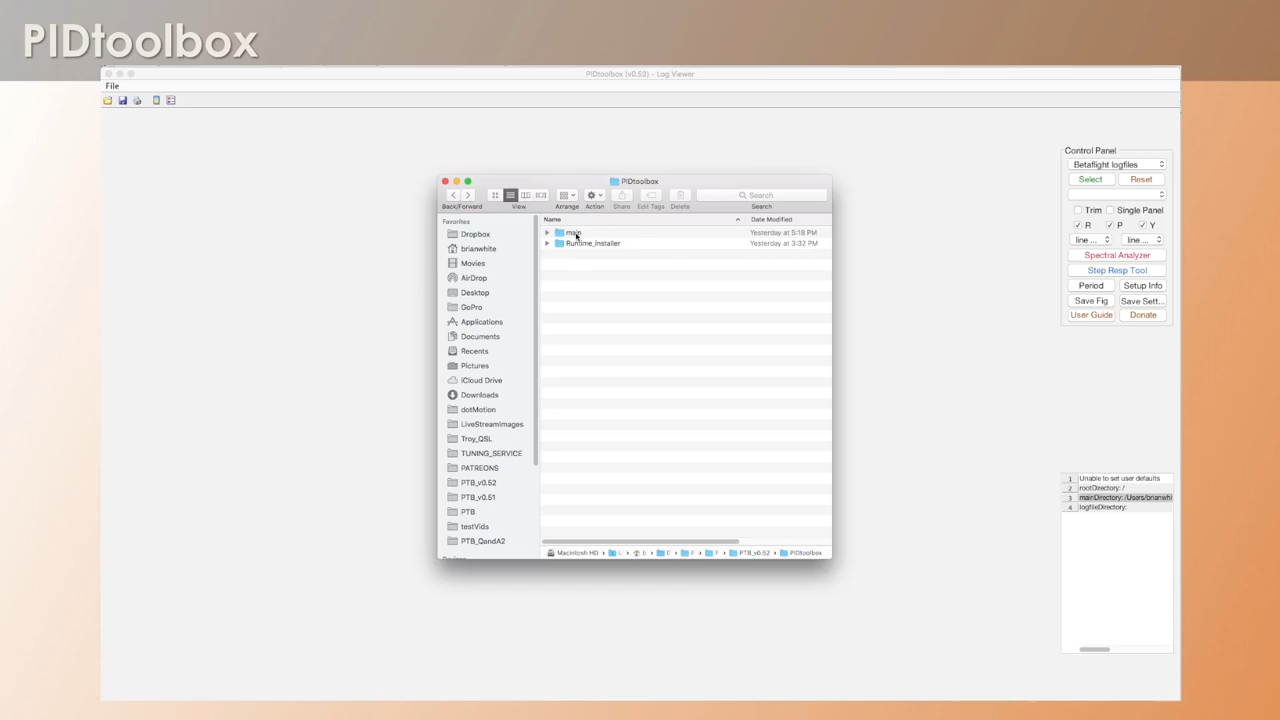 PIDtoolbox
PIDtoolbox (v0.52) - Log Viewer
File
PIDtoolbox
Search
Back/Forward View Arrange Action Share Edit Tags Delete Search
Favorites
Dropbox
brianwhite
Movies
AirDrop
Desktop
GoPro
Applications
Documents
Recents
Pictures
iCloud Drive
Downloads
dotMotion
LiveStreamImages
Troy_QSL
TUNING_SERVICE
PATREONS
PTB_v0.52
PTB_v0.51
PTB
testVids
PTB_QandA2
Name Date Modified
main Yesterday at 5:18 PM
Runtime_installer Yesterday at 3:32 PM
Macintosh HD PTB_v0.52 PIDtoolbox
Control Panel
Betaflight logfiles
Select Reset
Trim Single Panel
R P Y
line ... line ...
Spectral Analyzer
Step Resp Tool
Period Setup Info
Save Fig Save Sett...
User Guide Donate
1 Unable to set user defaults
2 rootDirectory: /
3 mainDirectory: /Users/brianwhi
4 logfileDirectory: